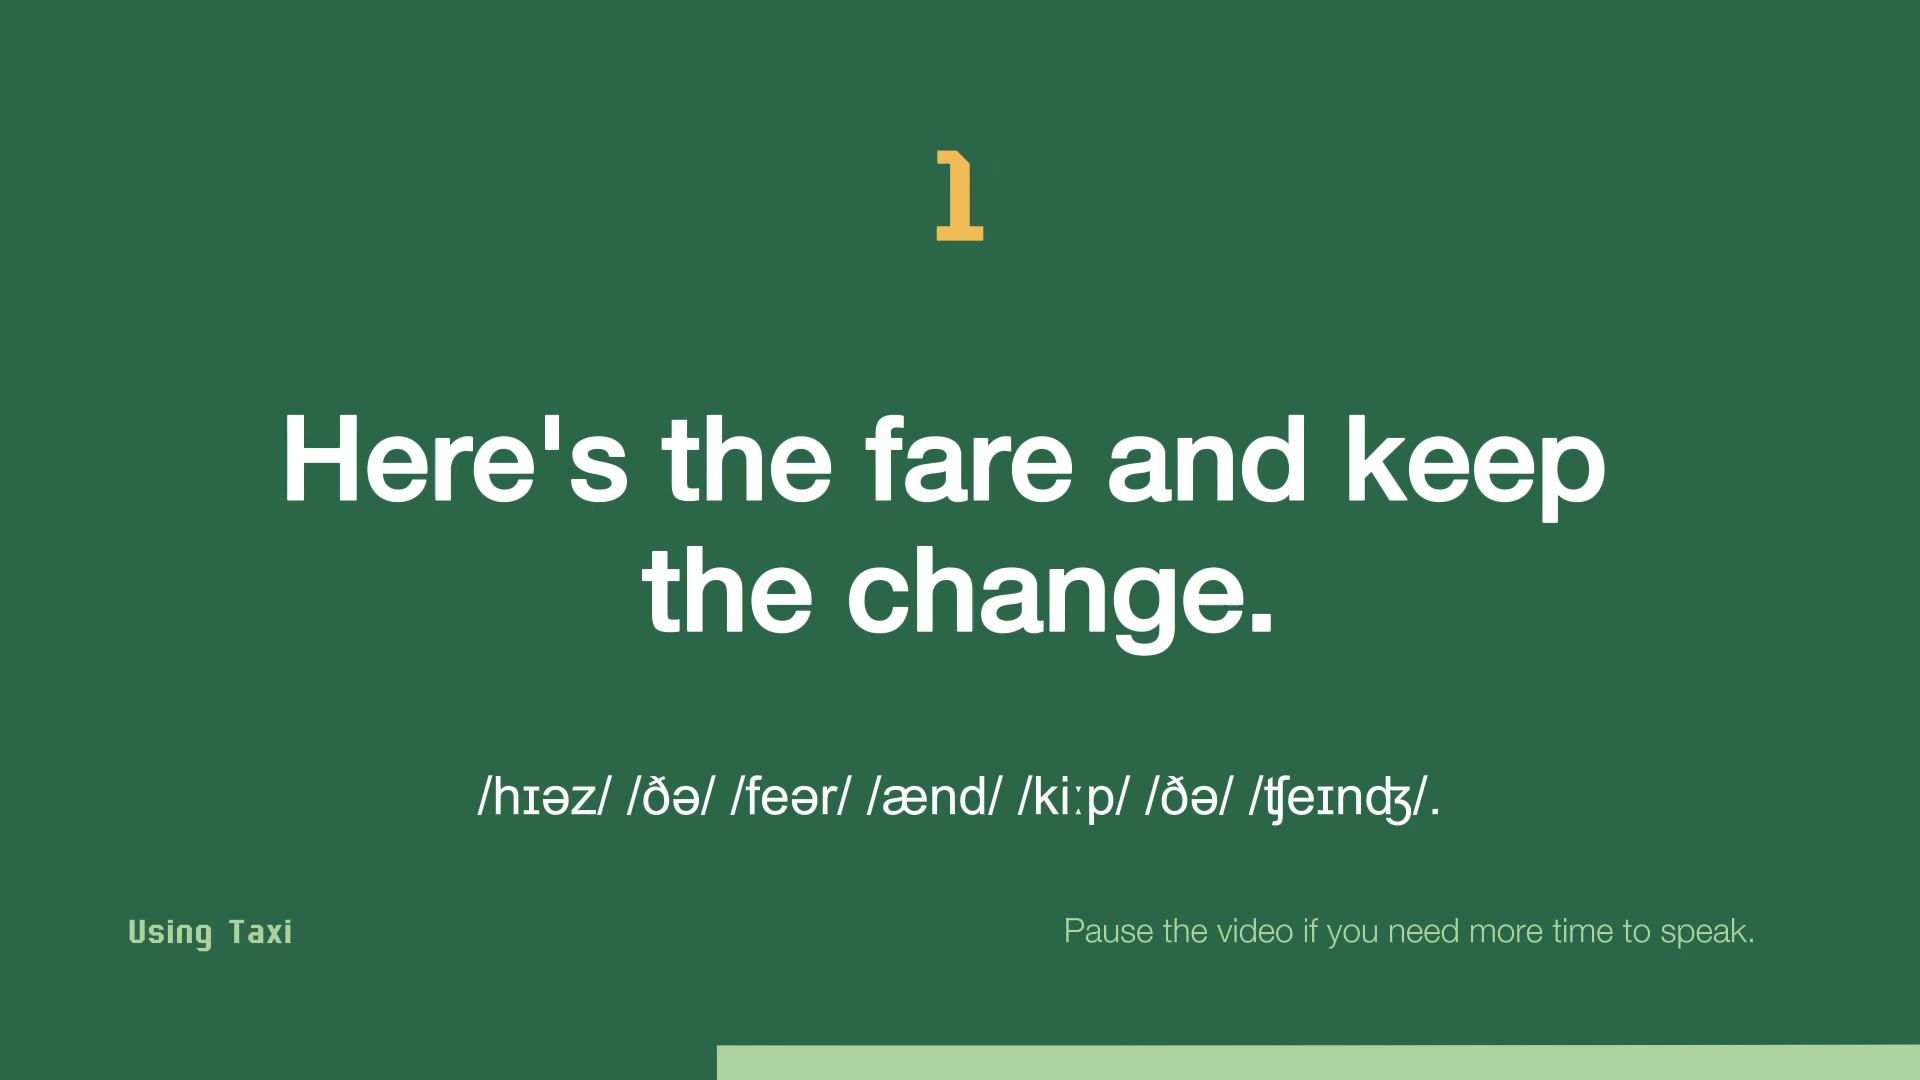 1
Here's the fare and keep
the change.
/hɪəz/ /ðə/ /feər/ /ænd/ /kiːp/ /ðə/ /ʧeɪnʤ/.
Using Taxi
Pause the video if you need more time to speak.